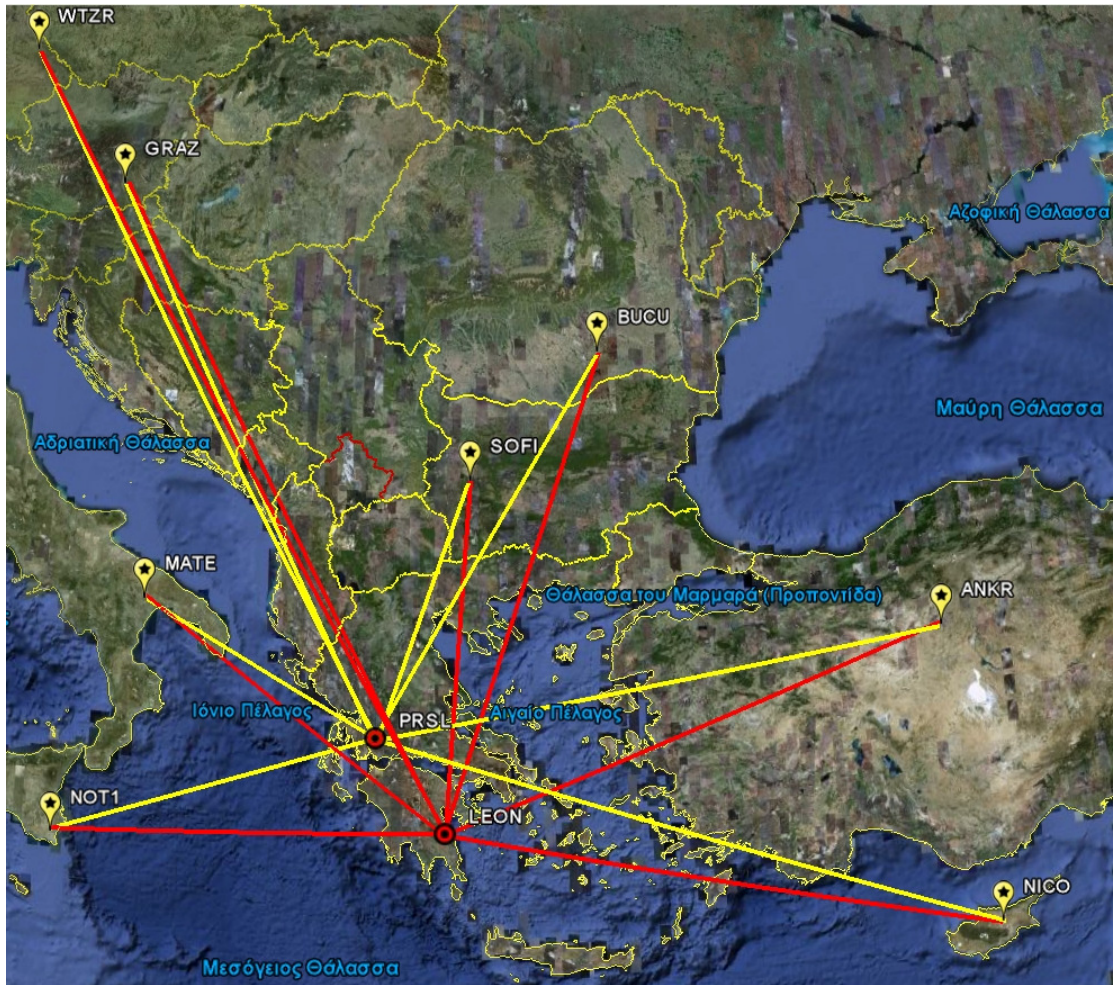 WTZR
GRAZ
Αζοφική Θάλασσα
BUCU
Μαύρη Θάλασσα
Αδριατική Θάλασσα
SOFI
MATE
Θάλασσα του Μαρμαρά (Προποντίδα)
ANKR
Ιόνιο Πέλαγος
PRSL
Αιγαίο Πέλαγος
NOT1
LEON
NICO
Μεσόγειος Θάλασσα